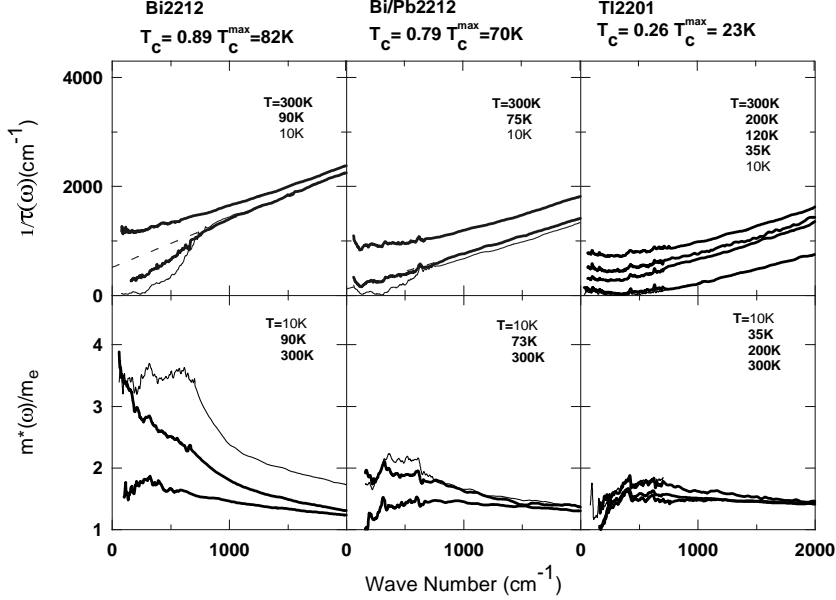 Bi2212 Bi/Pb2212 Tl2201
T_c = 0.89 T_c^max =82K T_c = 0.79 T_c^max =70K T_c = 0.26 T_c^max = 23K
4000
2000
0
1/τ(ω)(cm^-1)
T=300K
90K
10K
T=300K
75K
10K
T=300K
200K
120K
35K
10K
4
3
2
1
m*(ω)/m_e
T=10K
90K
300K
T=10K
73K
300K
T=10K
35K
200K
300K
0 1000 0 1000 0 1000 2000
Wave Number (cm^-1)